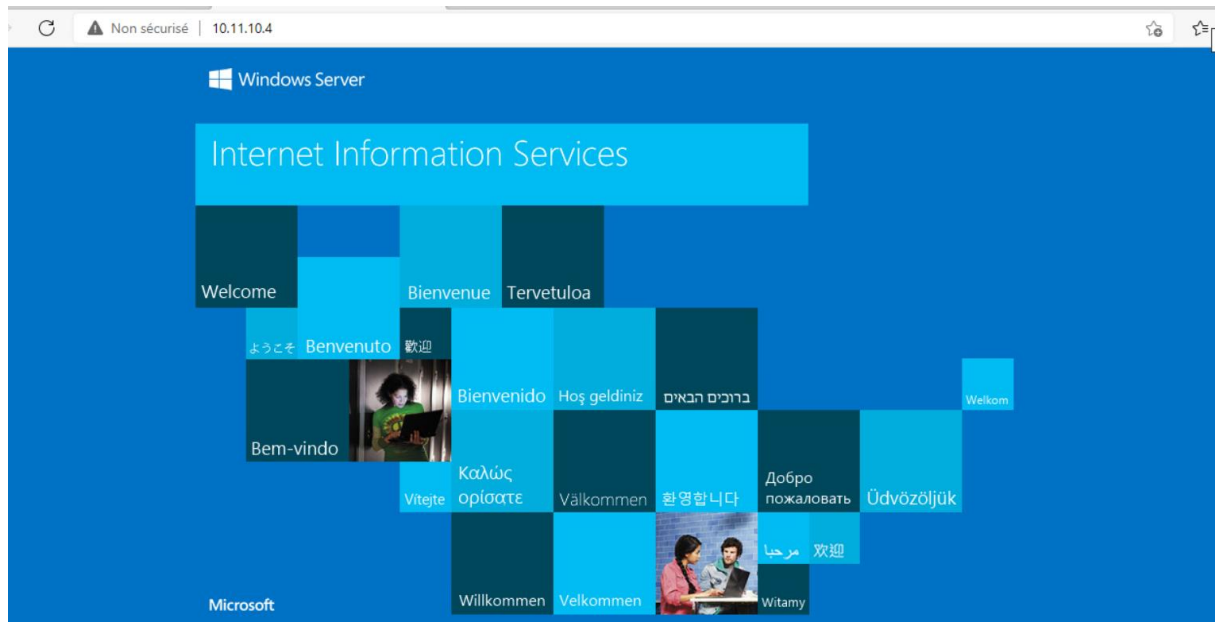 Non sécurisé | 10.11.10.4
Windows Server
Internet Information Services
Welcome
Bienvenue
Tervetuloa
ようこそ
Benvenuto
歡迎
Bienvenido
Hoş geldiniz
ברוכים הבאים
Welkom
Bem-vindo
Vítejte
Καλώς
ορίσατε
Välkommen
환영합니다
Добро
пожаловать
Üdvözöljük
مرحبا
欢迎
Microsoft
Willkommen
Velkommen
Witamy